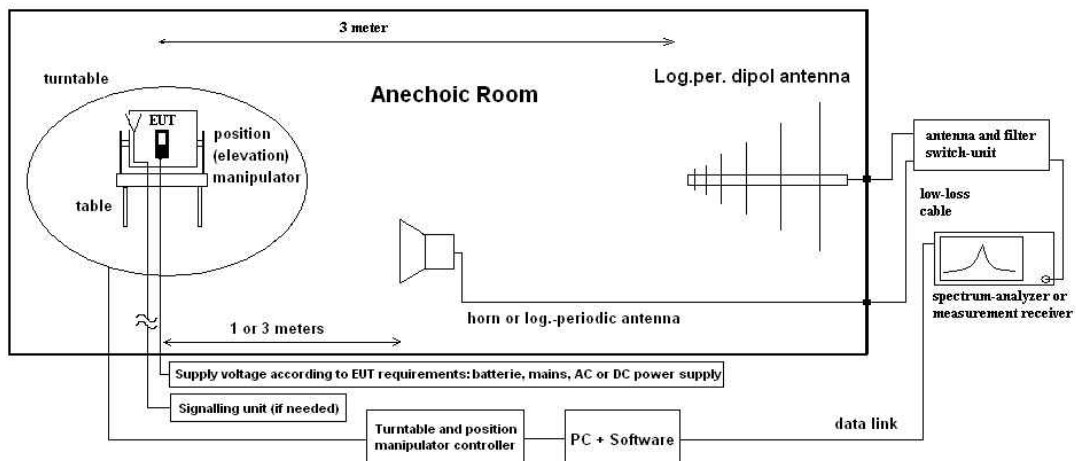 3 meter
turntable
Log.per. dipol antenna
Anechoic Room
EUT
position
(elevation)
manipulator
table
antenna and filter
switch-unit
low-loss
cable
spectrum-analyzer or
measurement receiver
horn or log.-periodic antenna
1 or 3 meters
Supply voltage according to EUT requirements: batterie, mains, AC or DC power supply
Signalling unit (if needed)
Turntable and position
manipulator controller
PC + Software
data link